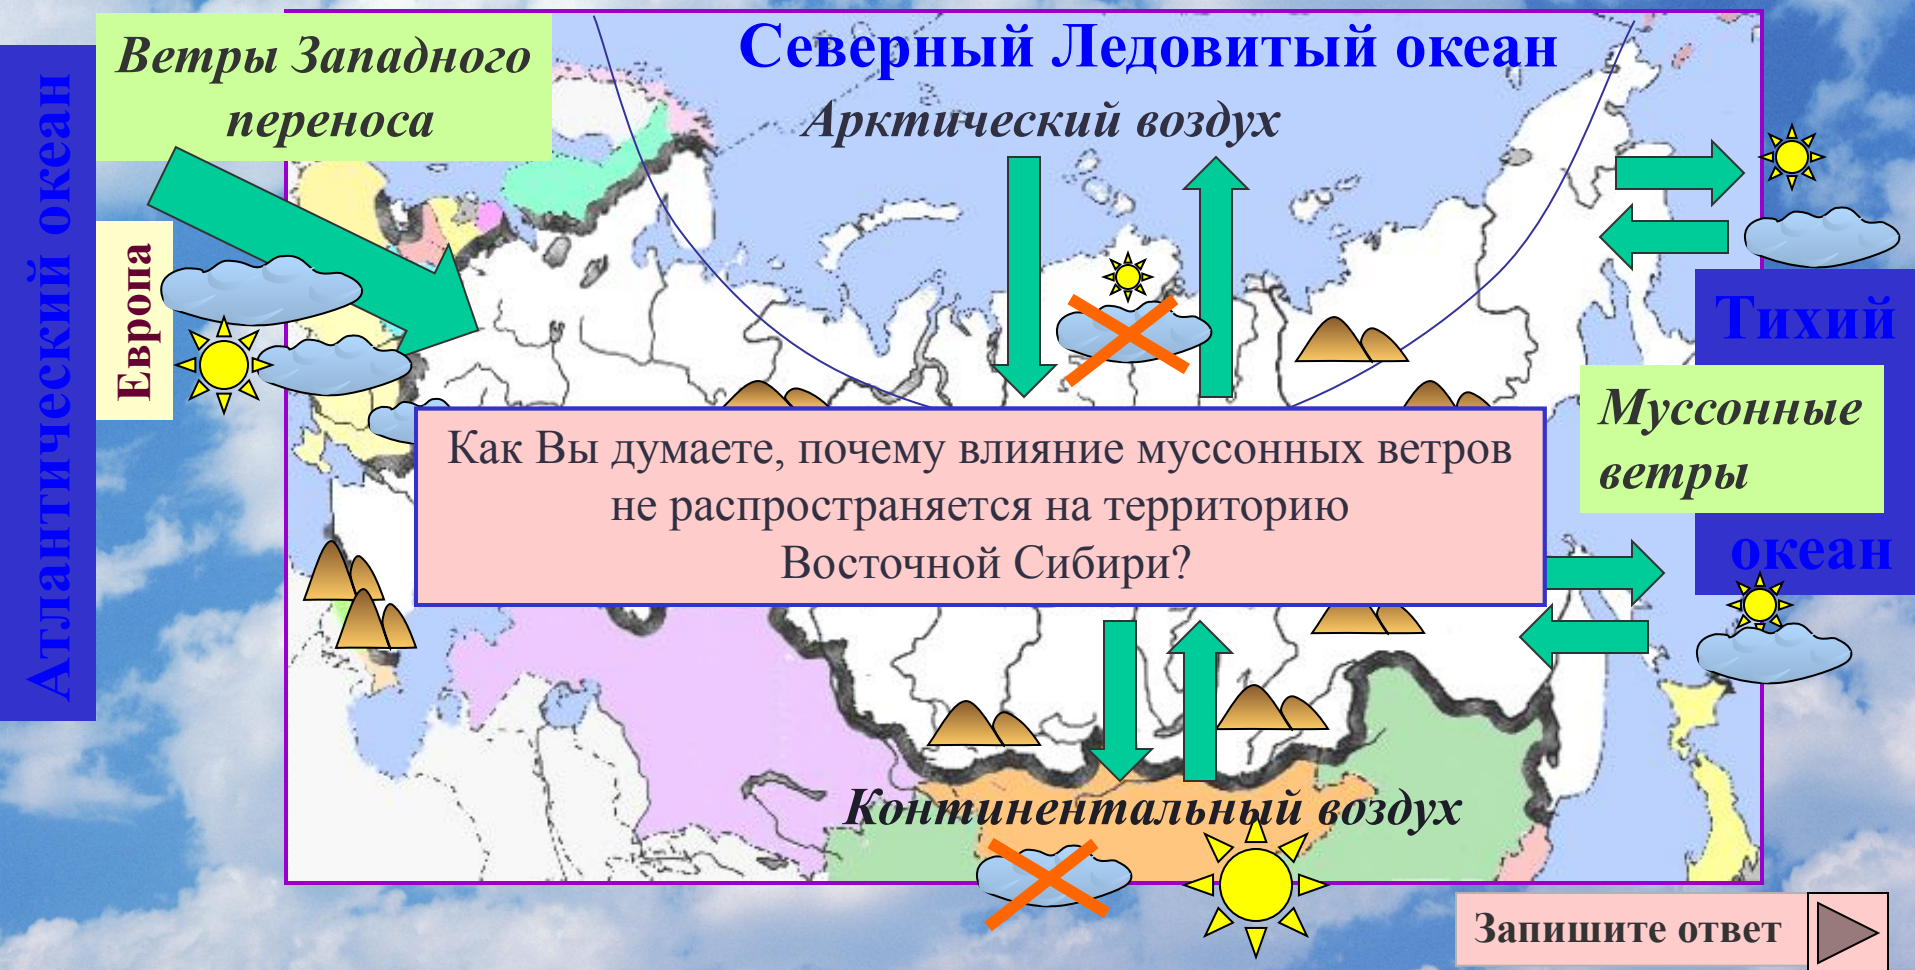 Ветры Западного
переноса
Северный Ледовитый океан
Арктический воздух
Атлантический океан
Европа
Тихий
Муссонные
ветры
океан
Как Вы думаете, почему влияние муссонных ветров
не распространяется на территорию
Восточной Сибири?
Континентальный воздух
Запишите ответ